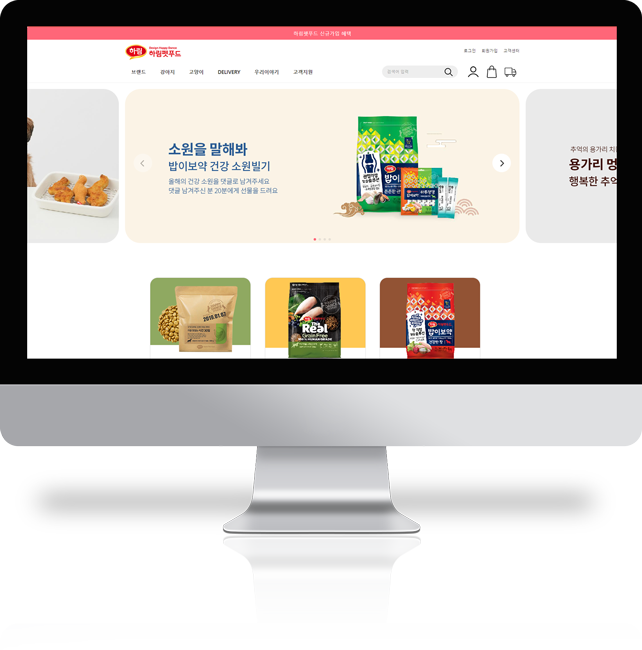 하림펫푸드 신규가입 혜택
하림
하림펫푸드
로그인 회원가입 고객센터
브랜드 강아지 고양이 DELIVERY 우리이야기 고객지원
소원을 말해봐
밥이보약 건강 소원빌기
올해의 건강 소원을 댓글로 남겨주세요
댓글 남겨주신 분 20분에게 선물을 드려요
추억의 용가리 치
용가리 멍
행복한 추억
밥이보약
Real
Grain Free
밥이보약